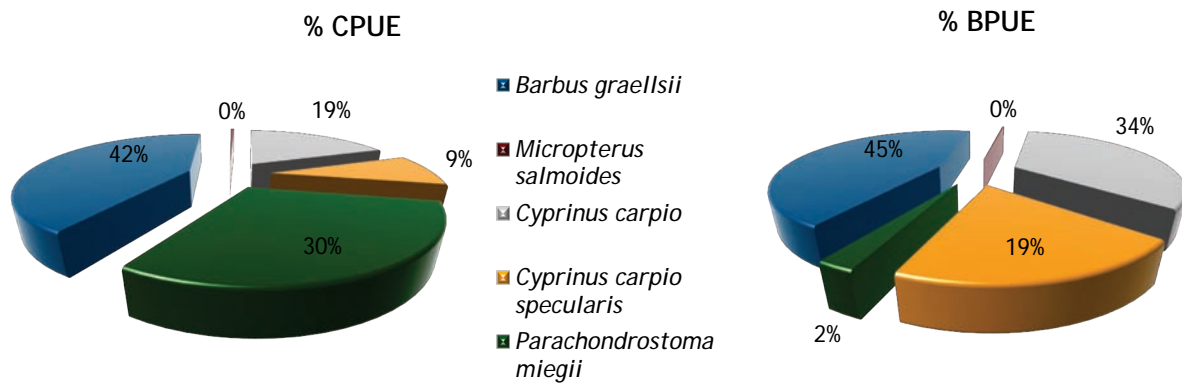 % CPUE
42%
0%
19%
9%
30%
Barbus graellsii
Micropterus
salmoides
Cyprinus carpio
Cyprinus carpio
specularis
Parachondrostoma
miegii
% BPUE
45%
0%
34%
19%
2%